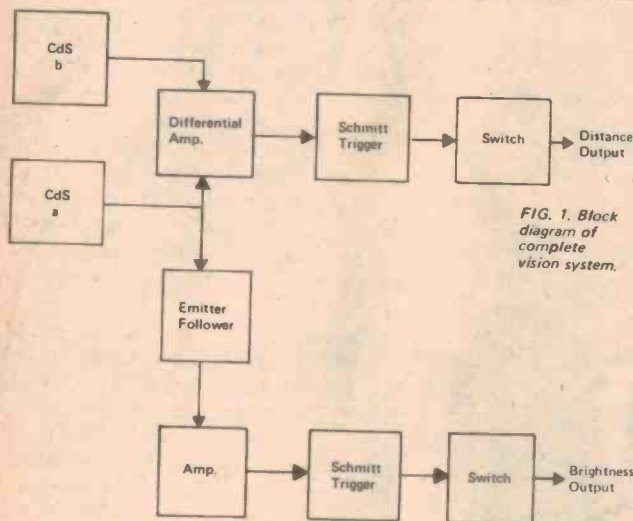 CdS
b
Differential
Amp.
Schmitt
Trigger
Switch
Distance
Output
CdS
a
FIG. 1. Block
diagram of
complete
vision system.
Emitter
Follower
Amp.
Schmitt
Trigger
Switch
Brightness
Output